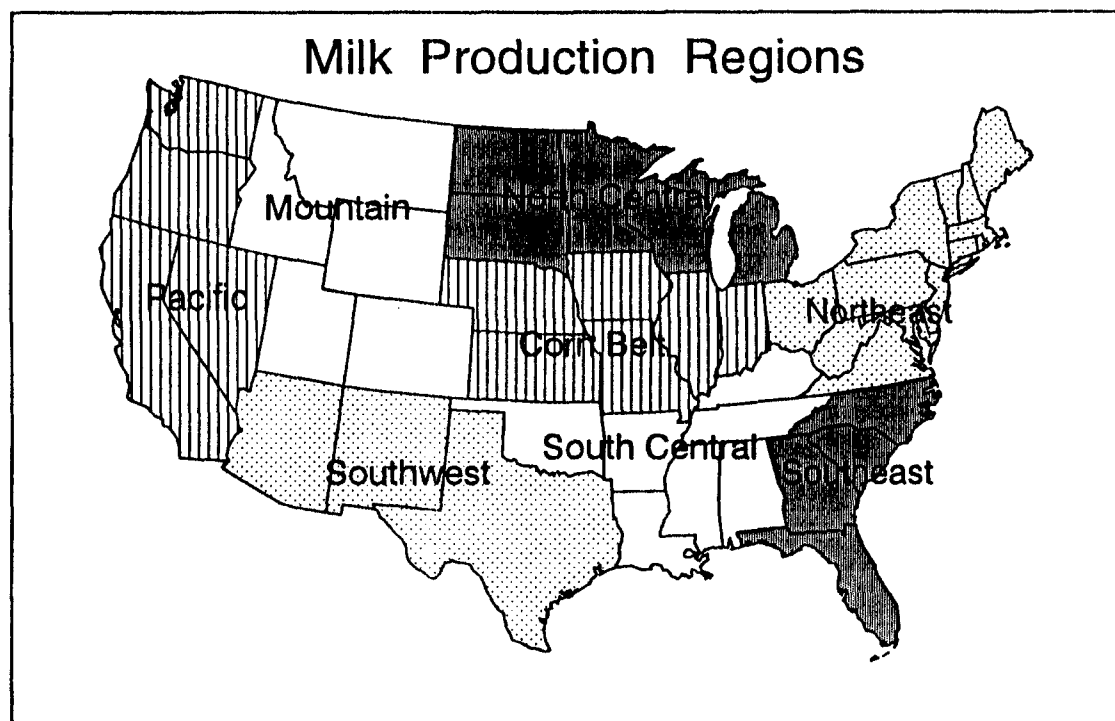 Milk Production Regions
Mountain
North Central
Pacific
Northeast
Corn Belt
South Central
Southwest
Southeast